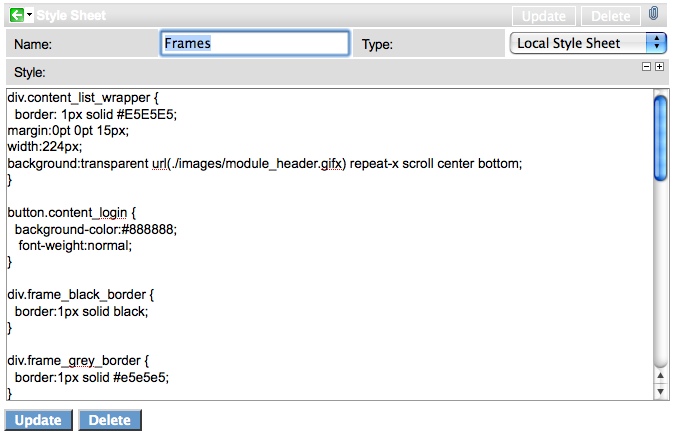 Style Sheet
Update Delete
Name: Frames Type: Local Style Sheet
Style:
div.content_list_wrapper {
border: 1px solid #E5E5E5;
margin:0pt 0pt 15px;
width:224px;
background:transparent url(./images/module_header.gifx) repeat-x scroll center bottom;
}
button.content_login {
background-color:#888888;
font-weight:normal;
}
div.frame_black_border {
border:1px solid black;
}
div.frame_grey_border {
border:1px solid #e5e5e5;
}
Update Delete